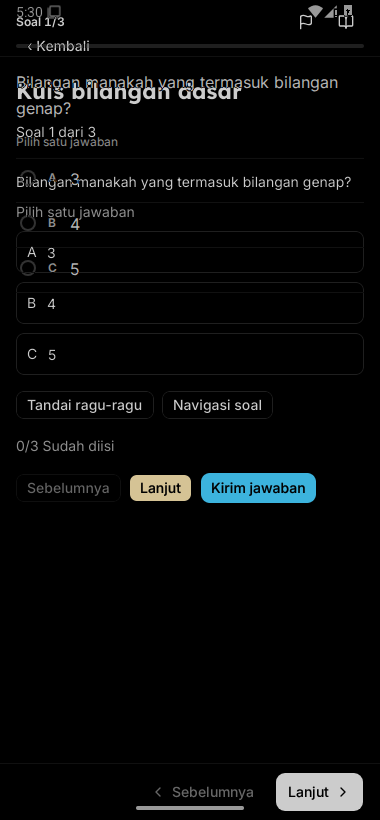 5:30
Soal 1/3
‹ Kembali
Bilangan manakah yang termasuk bilangan genap?
Kuis bilangan dasar
Soal 1 dari 3
Pilih satu jawaban
A 3
Bilangan manakah yang termasuk bilangan genap?
Pilih satu jawaban
B 4
A 3
C 5
B 4
C 5
Tandai ragu-ragu Navigasi soal
0/3 Sudah diisi
Sebelumnya Lanjut Kirim jawaban
Sebelumnya Lanjut